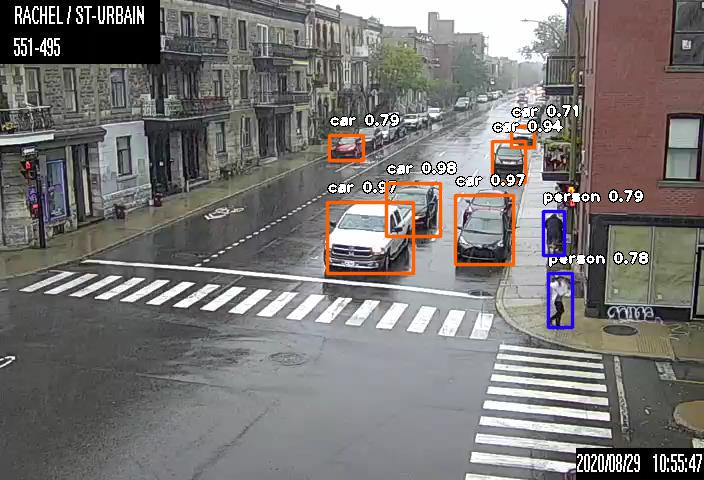 RACHEL / ST-URBAIN
551-495
car 0.79
car 0.71
car 0.94
car 0.98
car 0.97
car 0.97
person 0.79
person 0.78
2020/08/29 10:55:47